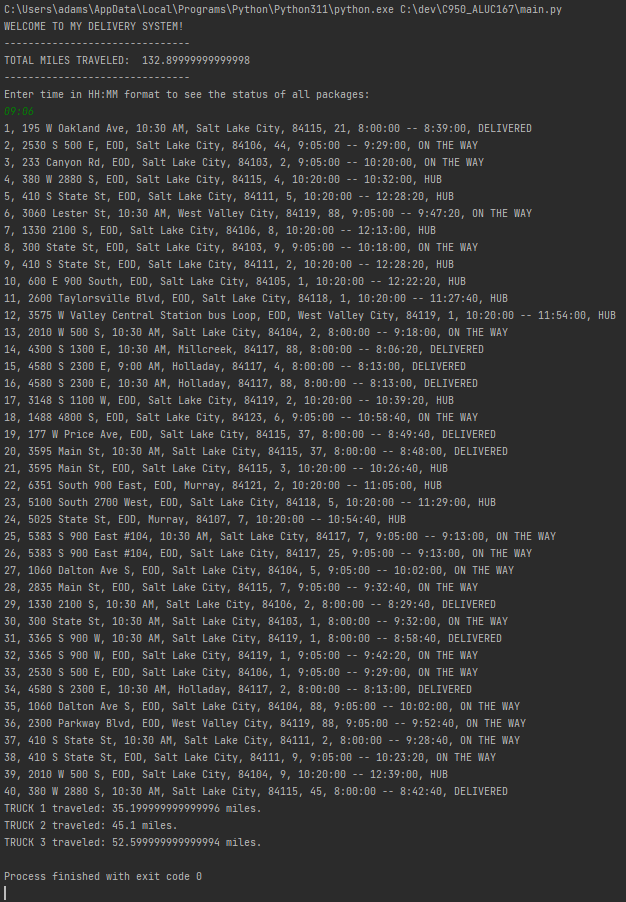 C:\Users\adams\AppData\Local\Programs\Python\Python311\python.exe C:\dev\C950_ALUC167\main.py
WELCOME TO MY DELIVERY SYSTEM!
------------------------------
TOTAL MILES TRAVELED:  132.89999999999998
------------------------------
Enter time in HH:MM format to see the status of all packages:
09:06
1, 195 W Oakland Ave, 10:30 AM, Salt Lake City, 84115, 21, 8:00:00 -- 8:39:00, DELIVERED
2, 2530 S 500 E, EOD, Salt Lake City, 84106, 44, 9:05:00 -- 9:29:00, ON THE WAY
3, 233 Canyon Rd, EOD, Salt Lake City, 84103, 2, 9:05:00 -- 10:20:00, ON THE WAY
4, 380 W 2880 S, EOD, Salt Lake City, 84115, 4, 10:20:00 -- 10:32:00, HUB
5, 410 S State St, EOD, Salt Lake City, 84111, 5, 10:20:00 -- 12:28:20, HUB
6, 3060 Lester St, 10:30 AM, West Valley City, 84119, 88, 9:05:00 -- 9:47:20, ON THE WAY
7, 1330 2100 S, EOD, Salt Lake City, 84106, 8, 10:20:00 -- 12:13:00, HUB
8, 300 State St, EOD, Salt Lake City, 84103, 9, 9:05:00 -- 10:18:00, ON THE WAY
9, 410 S State St, EOD, Salt Lake City, 84111, 2, 10:20:00 -- 12:28:20, HUB
10, 600 E 900 South, EOD, Salt Lake City, 84105, 1, 10:20:00 -- 12:22:20, HUB
11, 2600 Taylorsville Blvd, EOD, Salt Lake City, 84118, 1, 10:20:00 -- 11:27:40, HUB
12, 3575 W Valley Central Station bus Loop, EOD, West Valley City, 84119, 1, 10:20:00 -- 11:54:00, HUB
13, 2010 W 500 S, 10:30 AM, Salt Lake City, 84104, 2, 8:00:00 -- 9:18:00, ON THE WAY
14, 4300 S 1300 E, 10:30 AM, Millcreek, 84117, 88, 8:00:00 -- 8:06:20, DELIVERED
15, 4580 S 2300 E, 9:00 AM, Holladay, 84117, 4, 8:00:00 -- 8:13:00, DELIVERED
16, 4580 S 2300 E, 10:30 AM, Holladay, 84117, 88, 8:00:00 -- 8:13:00, DELIVERED
17, 3148 S 1100 W, EOD, Salt Lake City, 84119, 2, 10:20:00 -- 10:39:20, HUB
18, 1488 4800 S, EOD, Salt Lake City, 84123, 6, 9:05:00 -- 10:58:40, ON THE WAY
19, 177 W Price Ave, EOD, Salt Lake City, 84115, 37, 8:00:00 -- 8:49:40, DELIVERED
20, 3595 Main St, 10:30 AM, Salt Lake City, 84115, 37, 8:00:00 -- 8:48:00, DELIVERED
21, 3595 Main St, EOD, Salt Lake City, 84115, 3, 10:20:00 -- 10:26:40, HUB
22, 6351 South 900 East, EOD, Murray, 84121, 2, 10:20:00 -- 11:05:00, HUB
23, 5100 South 2700 West, EOD, Salt Lake City, 84118, 5, 10:20:00 -- 11:29:00, HUB
24, 5025 State St, EOD, Murray, 84107, 7, 10:20:00 -- 10:54:40, HUB
25, 5383 S 900 East #104, 10:30 AM, Salt Lake City, 84117, 7, 9:05:00 -- 9:13:00, ON THE WAY
26, 5383 S 900 East #104, EOD, Salt Lake City, 84117, 25, 9:05:00 -- 9:13:00, ON THE WAY
27, 1060 Dalton Ave S, EOD, Salt Lake City, 84104, 5, 9:05:00 -- 10:02:00, ON THE WAY
28, 2835 Main St, EOD, Salt Lake City, 84115, 7, 9:05:00 -- 9:32:40, ON THE WAY
29, 1330 2100 S, 10:30 AM, Salt Lake City, 84106, 2, 8:00:00 -- 8:29:40, DELIVERED
30, 300 State St, 10:30 AM, Salt Lake City, 84103, 1, 8:00:00 -- 9:32:00, ON THE WAY
31, 3365 S 900 W, 10:30 AM, Salt Lake City, 84119, 1, 8:00:00 -- 8:58:40, DELIVERED
32, 3365 S 900 W, EOD, Salt Lake City, 84119, 1, 9:05:00 -- 9:42:20, ON THE WAY
33, 2530 S 500 E, EOD, Salt Lake City, 84106, 1, 9:05:00 -- 9:29:00, ON THE WAY
34, 4580 S 2300 E, 10:30 AM, Holladay, 84117, 2, 8:00:00 -- 8:13:00, DELIVERED
35, 1060 Dalton Ave S, EOD, Salt Lake City, 84104, 88, 9:05:00 -- 10:02:00, ON THE WAY
36, 2300 Parkway Blvd, EOD, West Valley City, 84119, 88, 9:05:00 -- 9:52:40, ON THE WAY
37, 410 S State St, 10:30 AM, Salt Lake City, 84111, 2, 8:00:00 -- 9:28:40, ON THE WAY
38, 410 S State St, EOD, Salt Lake City, 84111, 9, 9:05:00 -- 10:23:20, ON THE WAY
39, 2010 W 500 S, EOD, Salt Lake City, 84104, 9, 10:20:00 -- 12:39:00, HUB
40, 380 W 2880 S, 10:30 AM, Salt Lake City, 84115, 45, 8:00:00 -- 8:42:40, DELIVERED
TRUCK 1 traveled: 35.199999999999996 miles.
TRUCK 2 traveled: 45.1 miles.
TRUCK 3 traveled: 52.599999999999994 miles.
Process finished with exit code 0